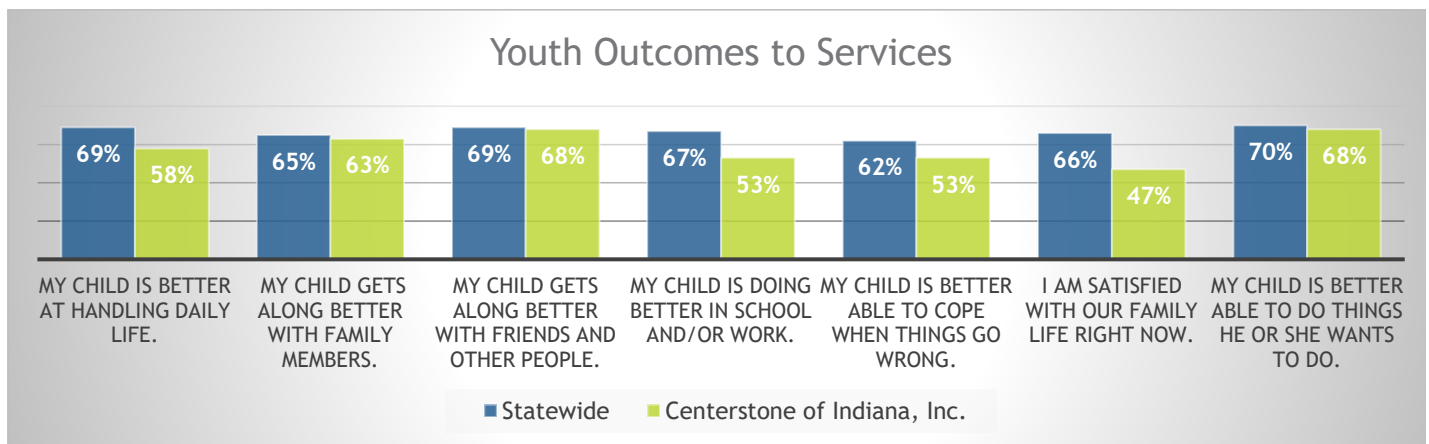 Youth Outcomes to Services
69%
58%
65%
63%
69%
68%
67%
53%
62%
53%
66%
47%
70%
68%
MY CHILD IS BETTER
AT HANDLING DAILY
LIFE.
MY CHILD GETS
ALONG BETTER
WITH FAMILY
MEMBERS.
MY CHILD GETS
ALONG BETTER
WITH FRIENDS AND
OTHER PEOPLE.
MY CHILD IS DOING
BETTER IN SCHOOL
AND/OR WORK.
MY CHILD IS BETTER
ABLE TO COPE
WHEN THINGS GO
WRONG.
I AM SATISFIED
WITH OUR FAMILY
LIFE RIGHT NOW.
MY CHILD IS BETTER
ABLE TO DO THINGS
HE OR SHE WANTS
TO DO.
Statewide
Centerstone of Indiana, Inc.